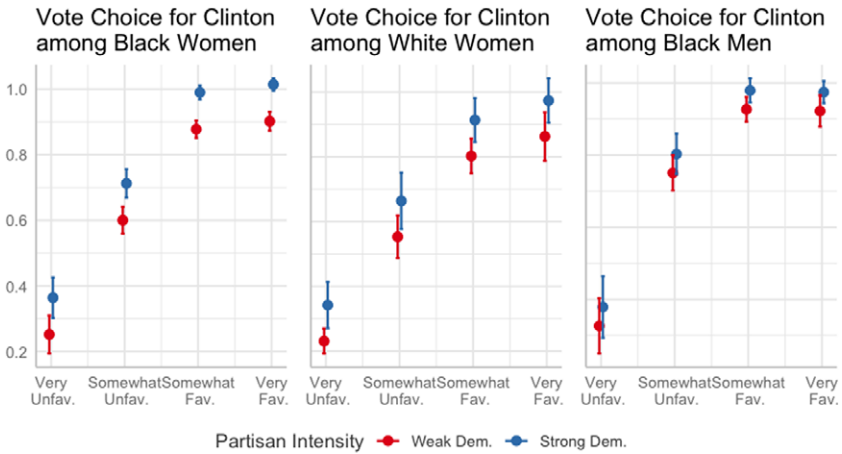 Vote Choice for Clinton
among Black Women
Vote Choice for Clinton
among White Women
Vote Choice for Clinton
among Black Men
1.0
0.8
0.6
0.4
0.2
Very
Unfav.
Somewhat
Unfav.
Somewhat
Fav.
Very
Fav.
Very
Unfav.
Somewhat
Unfav.
Somewhat
Fav.
Very
Fav.
Very
Unfav.
Somewhat
Unfav.
Somewhat
Fav.
Very
Fav.
Partisan Intensity Weak Dem. Strong Dem.